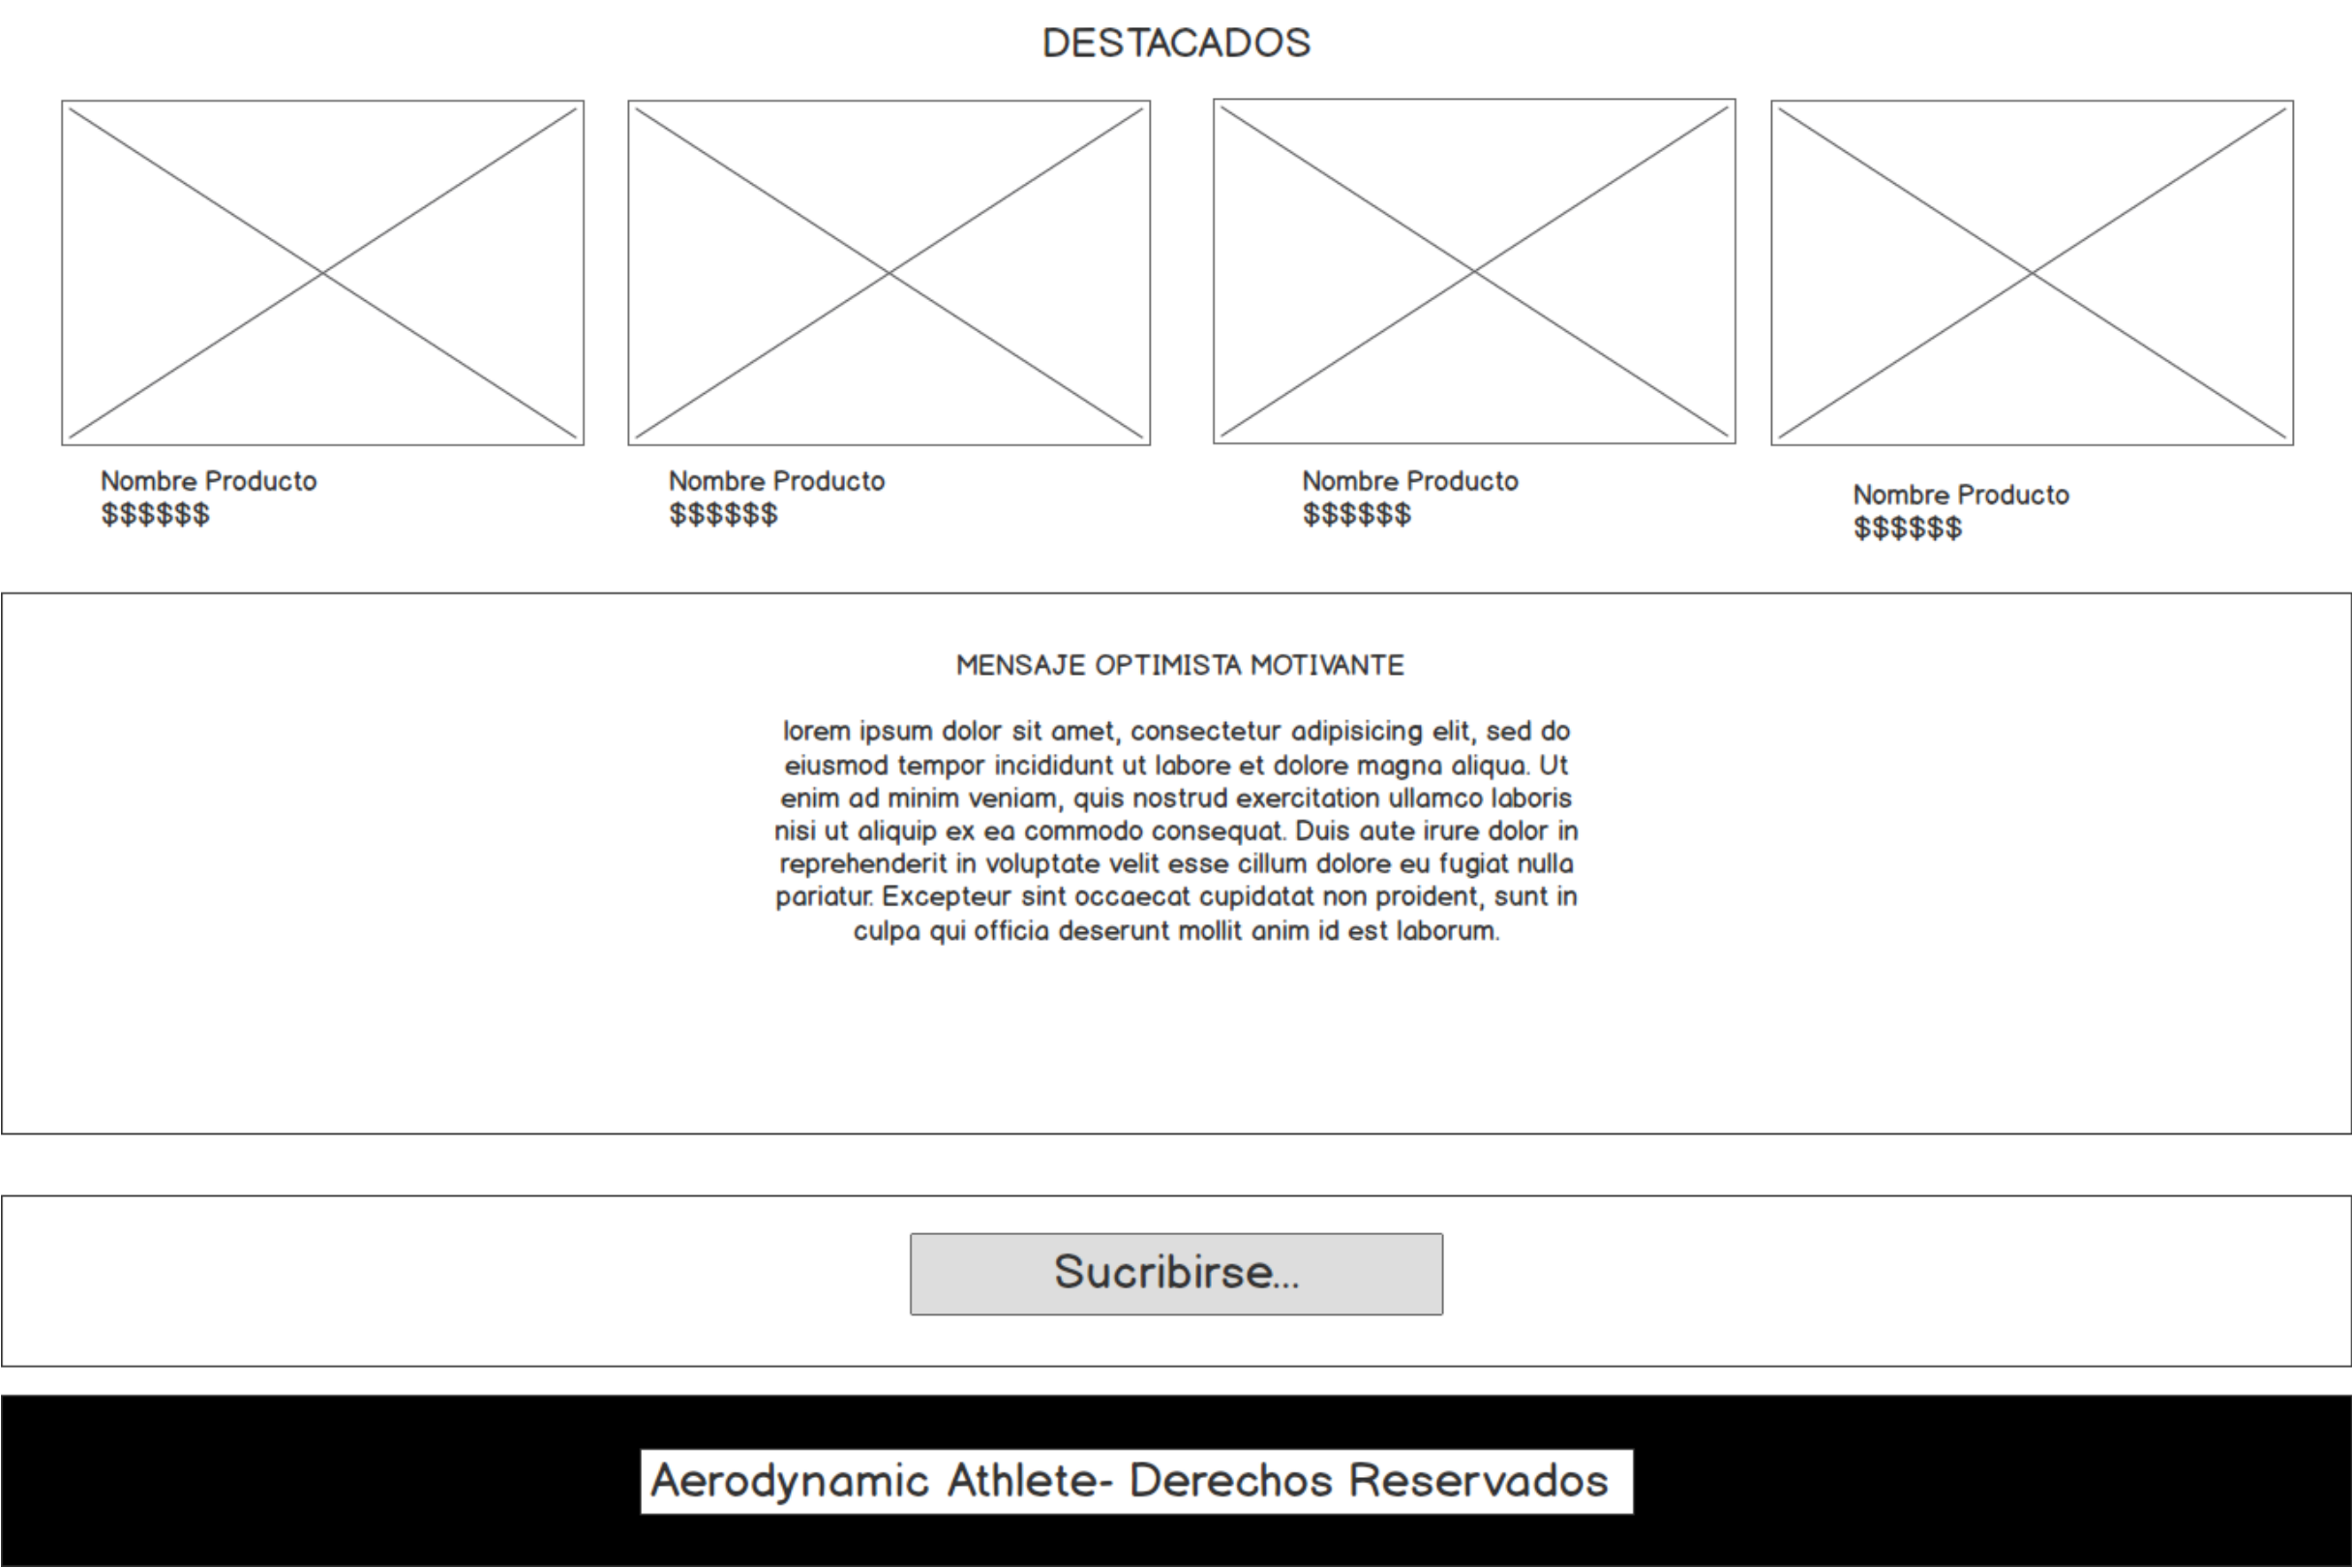 DESTACADOS
Nombre Producto
$$$$$$
Nombre Producto
$$$$$$
Nombre Producto
$$$$$$
Nombre Producto
$$$$$$
MENSAJE OPTIMISTA MOTIVANTE
lorem ipsum dolor sit amet, consectetur adipisicing elit, sed do
eiusmod tempor incididunt ut labore et dolore magna aliqua. Ut
enim ad minim veniam, quis nostrud exercitation ullamco laboris
nisi ut aliquip ex ea commodo consequat. Duis aute irure dolor in
reprehenderit in voluptate velit esse cillum dolore eu fugiat nulla
pariatur. Excepteur sint occaecat cupidatat non proident, sunt in
culpa qui officia deserunt mollit anim id est laborum.
Sucribirse...
Aerodynamic Athlete- Derechos Reservados